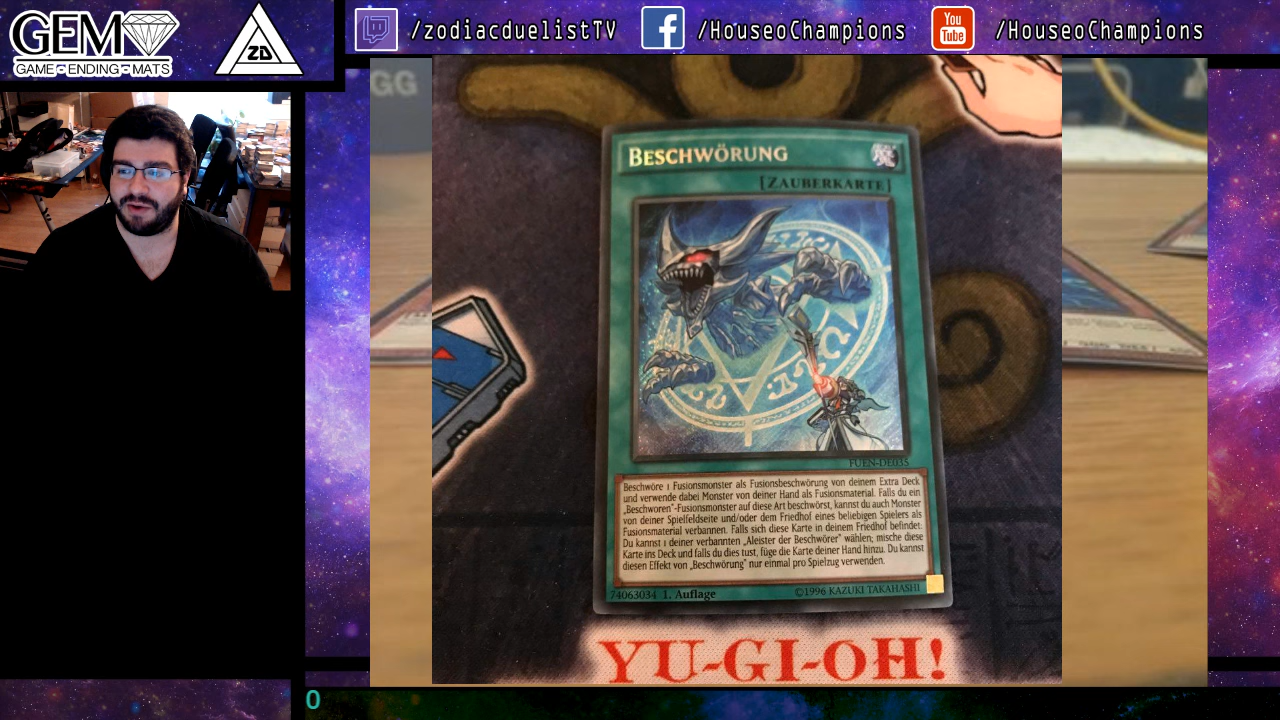 GEM
GAME-ENDING-MATS
ZD
/zodiacduelistTV
/HouseoChampions
You Tube
/HouseoChampions
GG
BESCHWÖRUNG
[ZAUBERKARTE]
FUEN-DE035
Beschwöre 1 Fusionsmonster als Fusionsbeschwörung von deinem Extra Deck
und verwende dabei Monster von deiner Hand als Fusionsmaterial. Falls du ein
„Beschworen"-Fusionsmonster auf diese Art beschwörst, kannst du auch Monster
von deiner Spielfeldseite und/oder dem Friedhof eines beliebigen Spielers als
Fusionsmaterial verbannen. Falls sich diese Karte in deinem Friedhof befindet:
Du kannst 1 deiner verbannten „Aleister der Beschwörer" wählen; mische diese
Karte ins Deck und falls du dies tust, füge die Karte deiner Hand hinzu. Du kannst
diesen Effekt von „Beschwörung" nur einmal pro Spielzug verwenden.
74063034 1. Auflage
©1996 KAZUKI TAKAHASHI
YU-GI-OH!
0